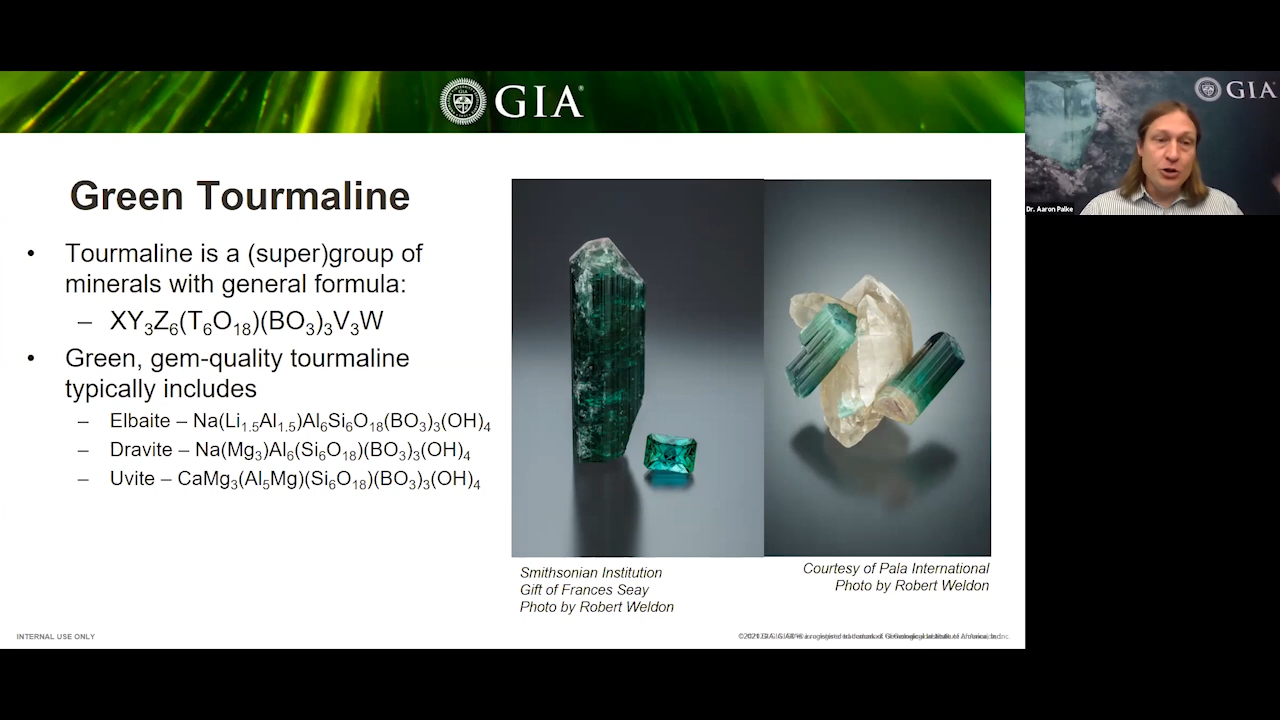 GIA®
GIA
Dr. Aaron Palke
Green Tourmaline
• Tourmaline is a (super)group of
minerals with general formula:
– XY₃Z₆(T₆O₁₈)(BO₃)₃V₃W
• Green, gem-quality tourmaline
typically includes
– Elbaite – Na(Li₁.₅Al₁.₅)Al₆Si₆O₁₈(BO₃)₃(OH)₄
– Dravite – Na(Mg₃)Al₆(Si₆O₁₈)(BO₃)₃(OH)₄
– Uvite – CaMg₃(Al₅Mg)(Si₆O₁₈)(BO₃)₃(OH)₄
Smithsonian Institution
Gift of Frances Seay
Photo by Robert Weldon
Courtesy of Pala International
Photo by Robert Weldon
INTERNAL USE ONLY